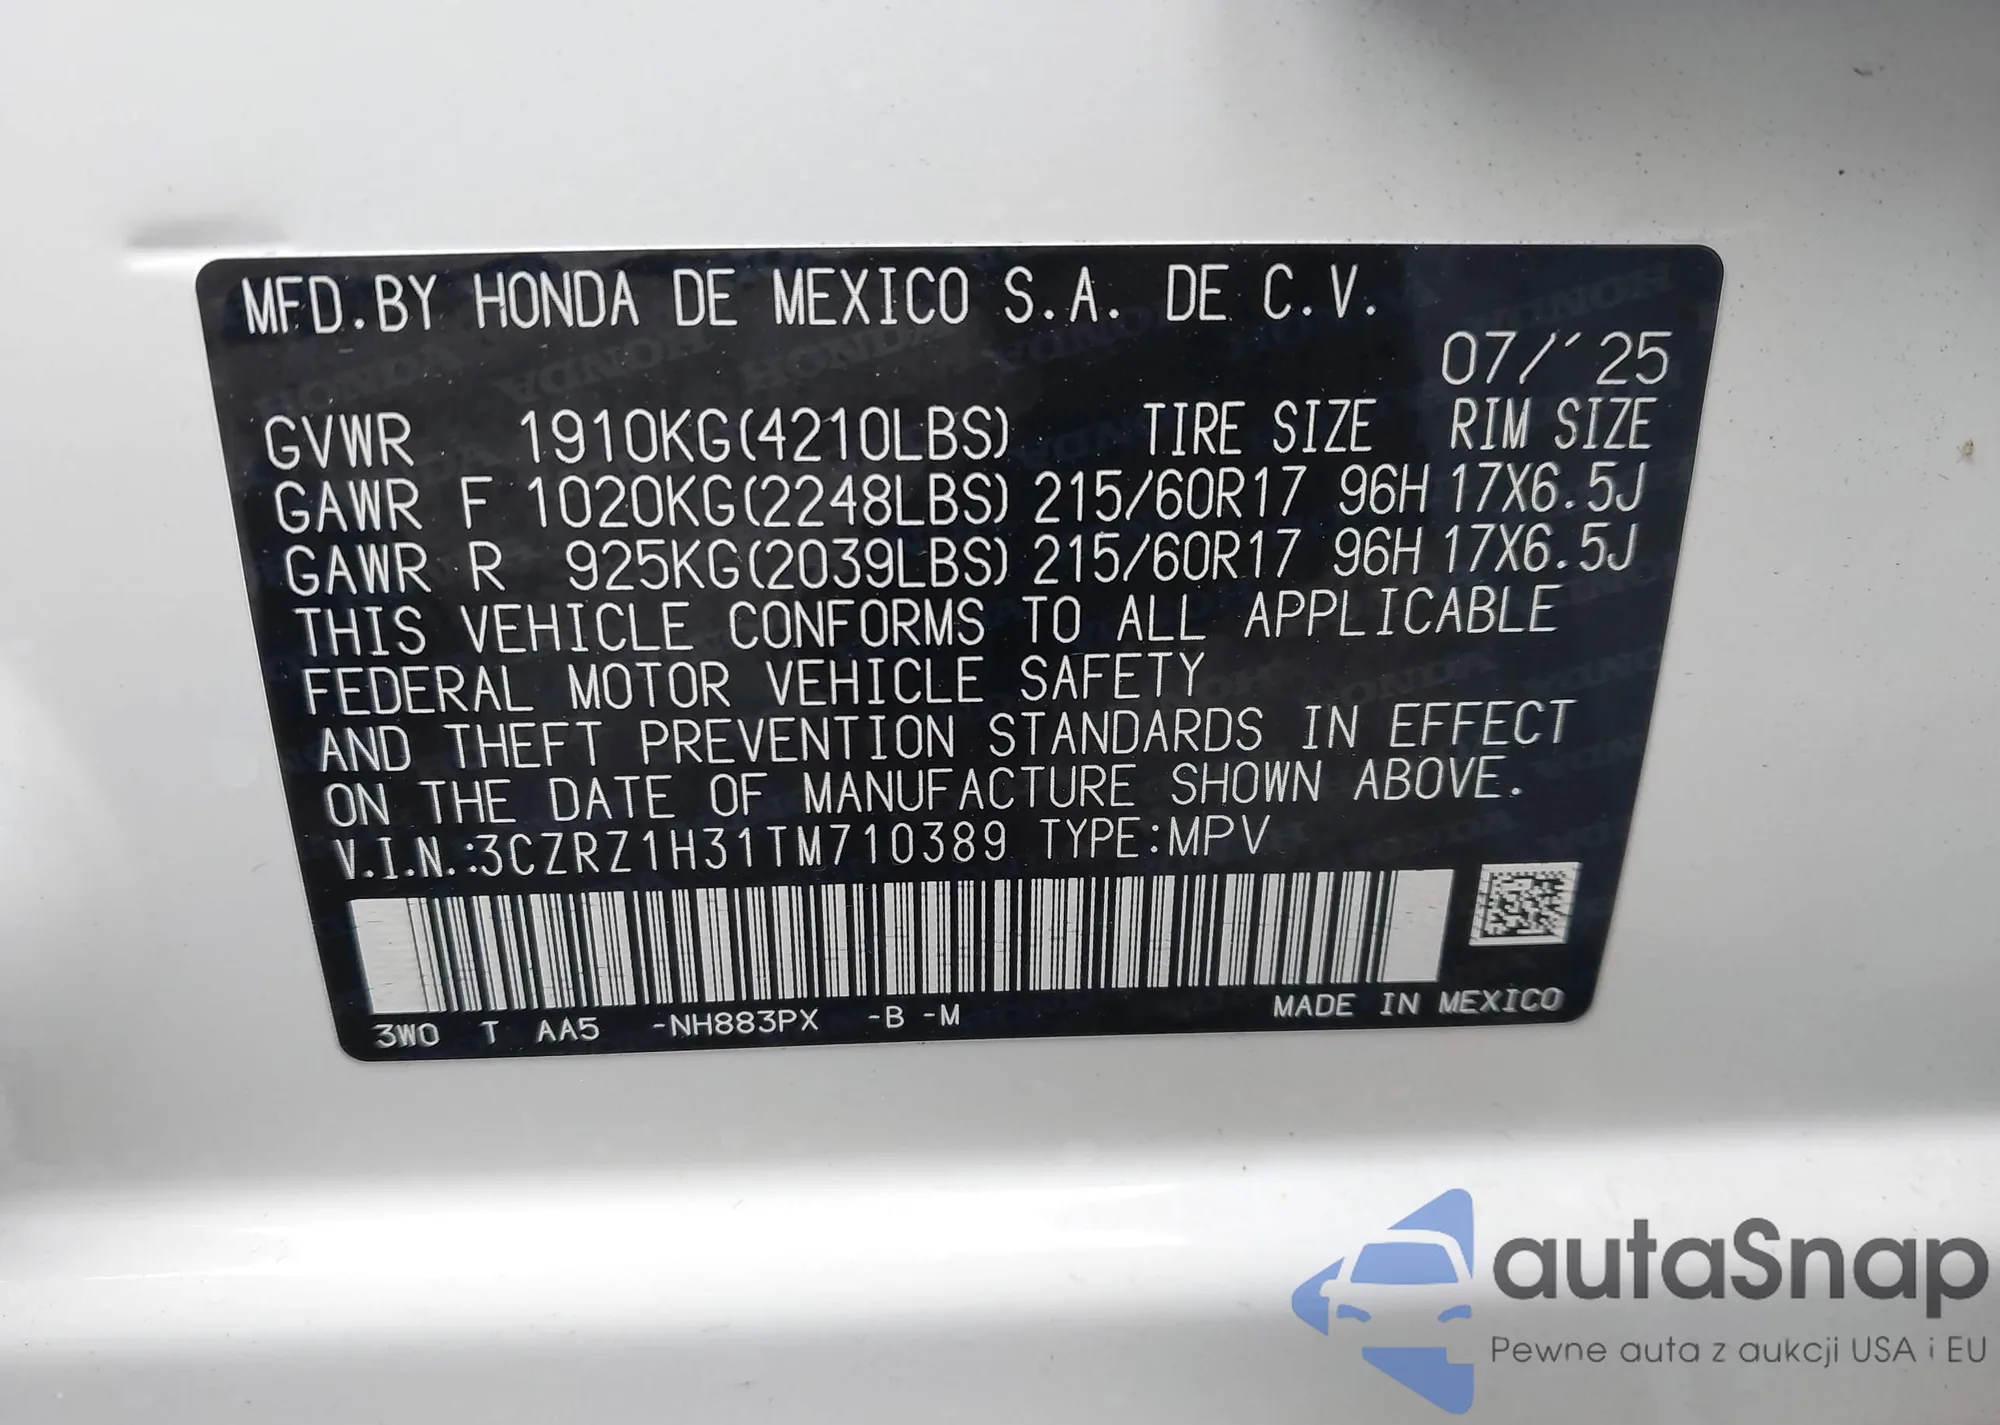 MFD.BY HONDA DE MEXICO S.A. DE C.V.
07/´25
GVWR 1910KG(4210LBS) TIRE SIZE RIM SIZE
GAWR F 1020KG(2248LBS) 215/60R17 96H 17X6.5J
GAWR R 925KG(2039LBS) 215/60R17 96H 17X6.5J
THIS VEHICLE CONFORMS TO ALL APPLICABLE
FEDERAL MOTOR VEHICLE SAFETY
AND THEFT PREVENTION STANDARDS IN EFFECT
ON THE DATE OF MANUFACTURE SHOWN ABOVE.
V.I.N.:3CZRZ1H31TM710389 TYPE:MPV
3W0 T AA5 -NH883PX -B -M MADE IN MEXICO
autaSnap
Pewne auta z aukcji USA i EU